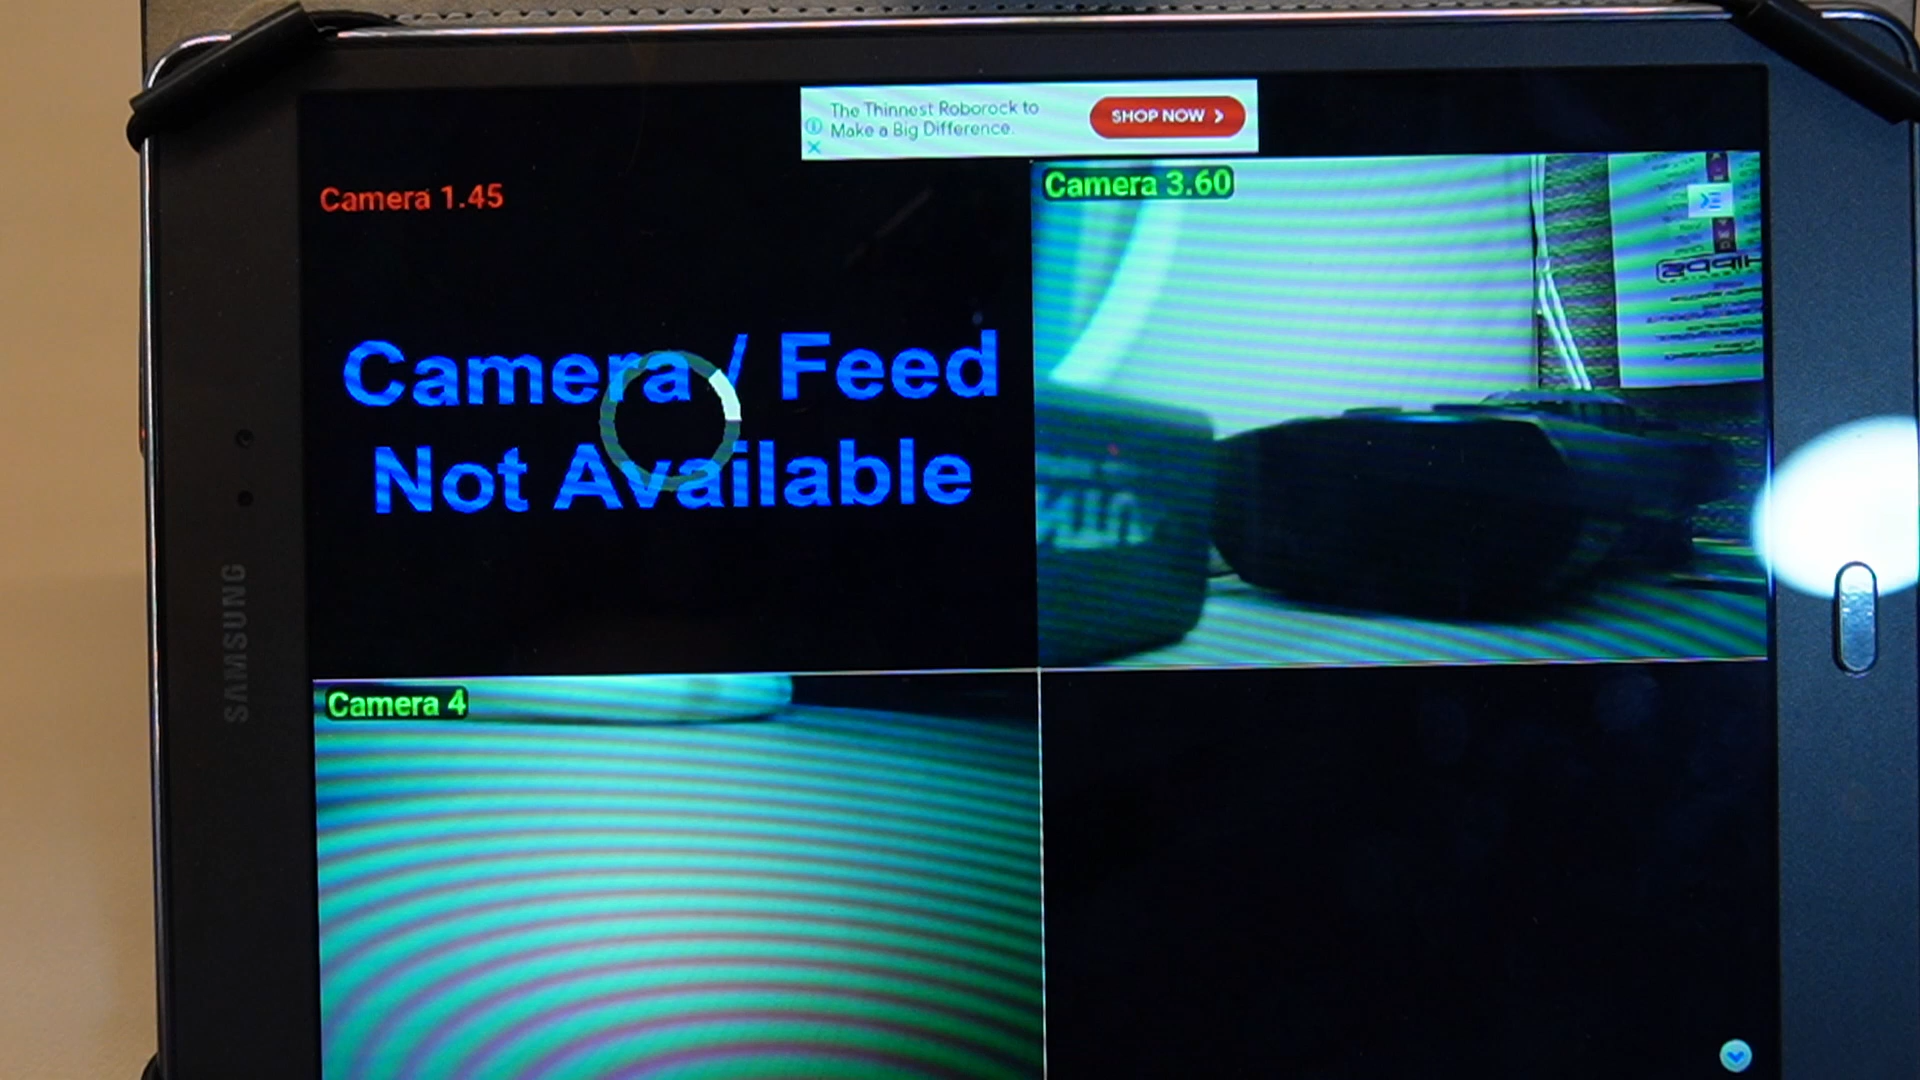 The Thinnest Roborock to
Make a Big Difference.
SHOP NOW
Camera 1.45
Camera 3.60
Camera / Feed
Not Available
SAMSUNG
Camera 4